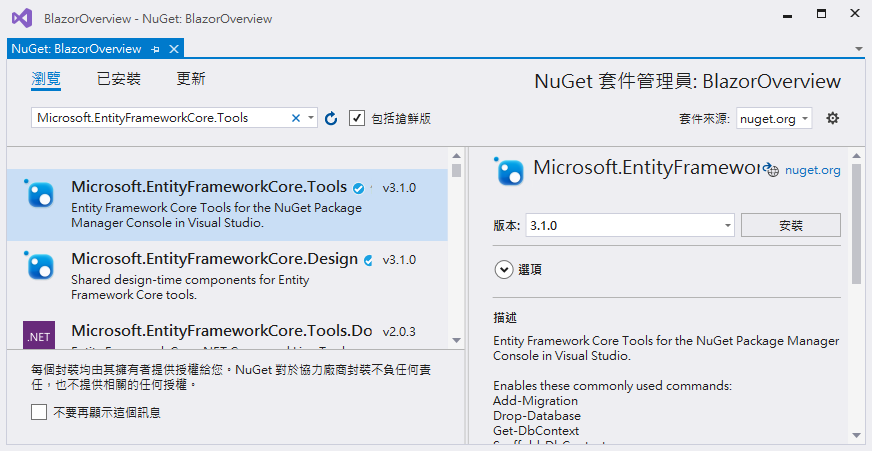 BlazorOverview - NuGet: BlazorOverview
NuGet: BlazorOverview
瀏覽 已安裝 更新
NuGet 套件管理員: BlazorOverview
Microsoft.EntityFrameworkCore.Tools
包括搶鮮版
套件來源: nuget.org
Microsoft.EntityFrameworkCore.Tools v3.1.0
Entity Framework Core Tools for the NuGet Package
Manager Console in Visual Studio.
Microsoft.EntityFrameworkCore.Design v3.1.0
Shared design-time components for Entity
Framework Core tools.
.NET
Microsoft.EntityFrameworkCore.Tools.Do v2.0.3
每個封裝均由其擁有者提供授權給您。NuGet 對於協力廠商封裝不負任何責
任，也不提供相關的任何授權。
不要再顯示這個訊息
Microsoft.EntityFramewor nuget.org
版本: 3.1.0 安裝
選項
描述
Entity Framework Core Tools for the NuGet Package Manager
Console in Visual Studio.
Enables these commonly used commands:
Add-Migration
Drop-Database
Get-DbContext